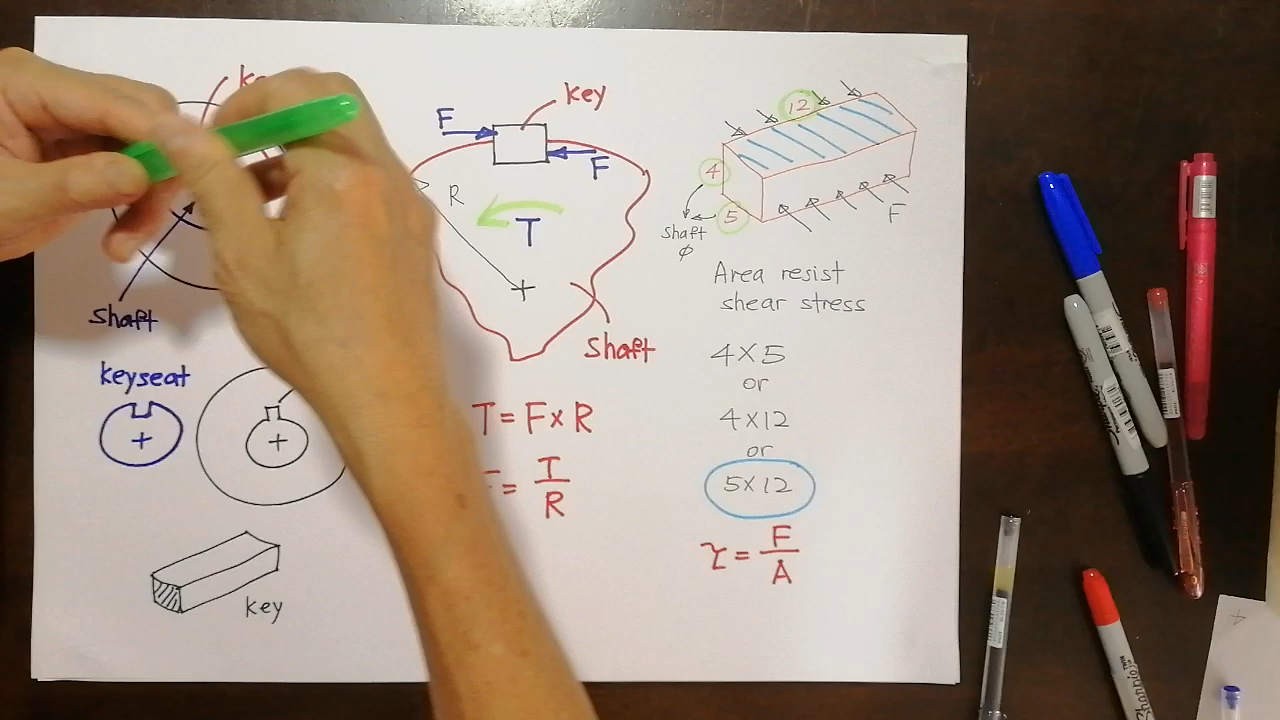 key
F
F
R
T
shaft
shaft
keyseat
key
T = F x R
= T/R
12
4
5
shaft
φ
F
Area resist
shear stress
4 x 5
or
4 x 12
or
5 x 12
τ = F/A
Sharpie